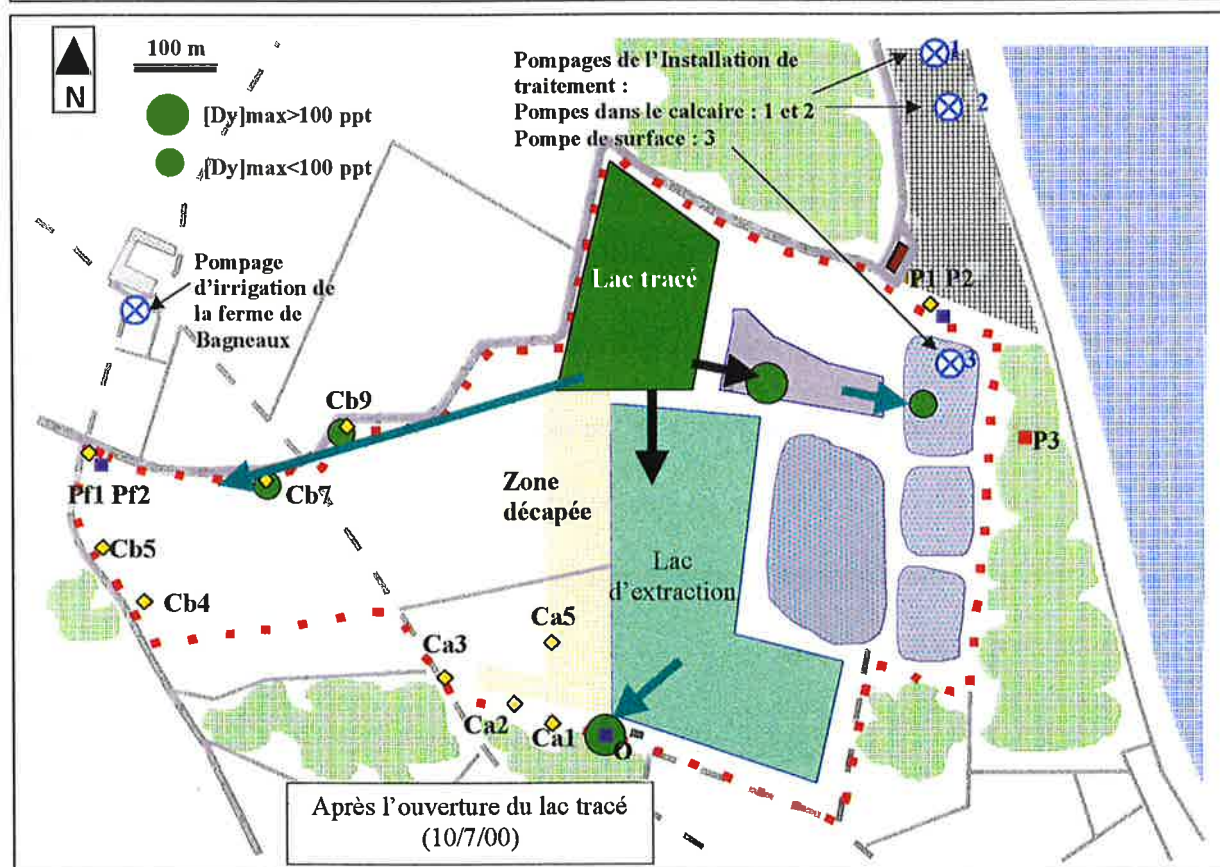 100 m
N
[Dy]max>100 ppt
[Dy]max<100 ppt
Pompages de l'Installation de
traitement :
Pompes dans le calcaire : 1 et 2
Pompe de surface : 3
1
2
Pompage
d'irrigation de
la ferme de
Bagneaux
Lac tracé
P1 P2
3
Cb9
P3
Pf1 Pf2
Cb7
Zone
décapée
Cb5
Lac
d'extraction
Cb4
Ca5
Ca3
Ca2
Ca1
O
Après l'ouverture du lac tracé
(10/7/00)